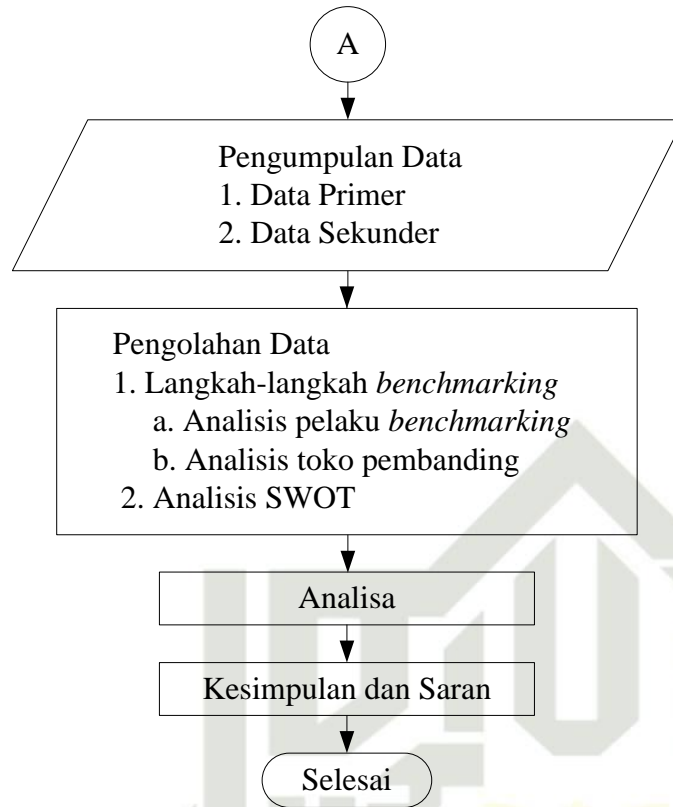 A
Pengumpulan Data
1. Data Primer
2. Data Sekunder
Pengolahan Data
1. Langkah-langkah benchmarking
a. Analisis pelaku benchmarking
b. Analisis toko pembanding
2. Analisis SWOT
Analisa
Kesimpulan dan Saran
Selesai